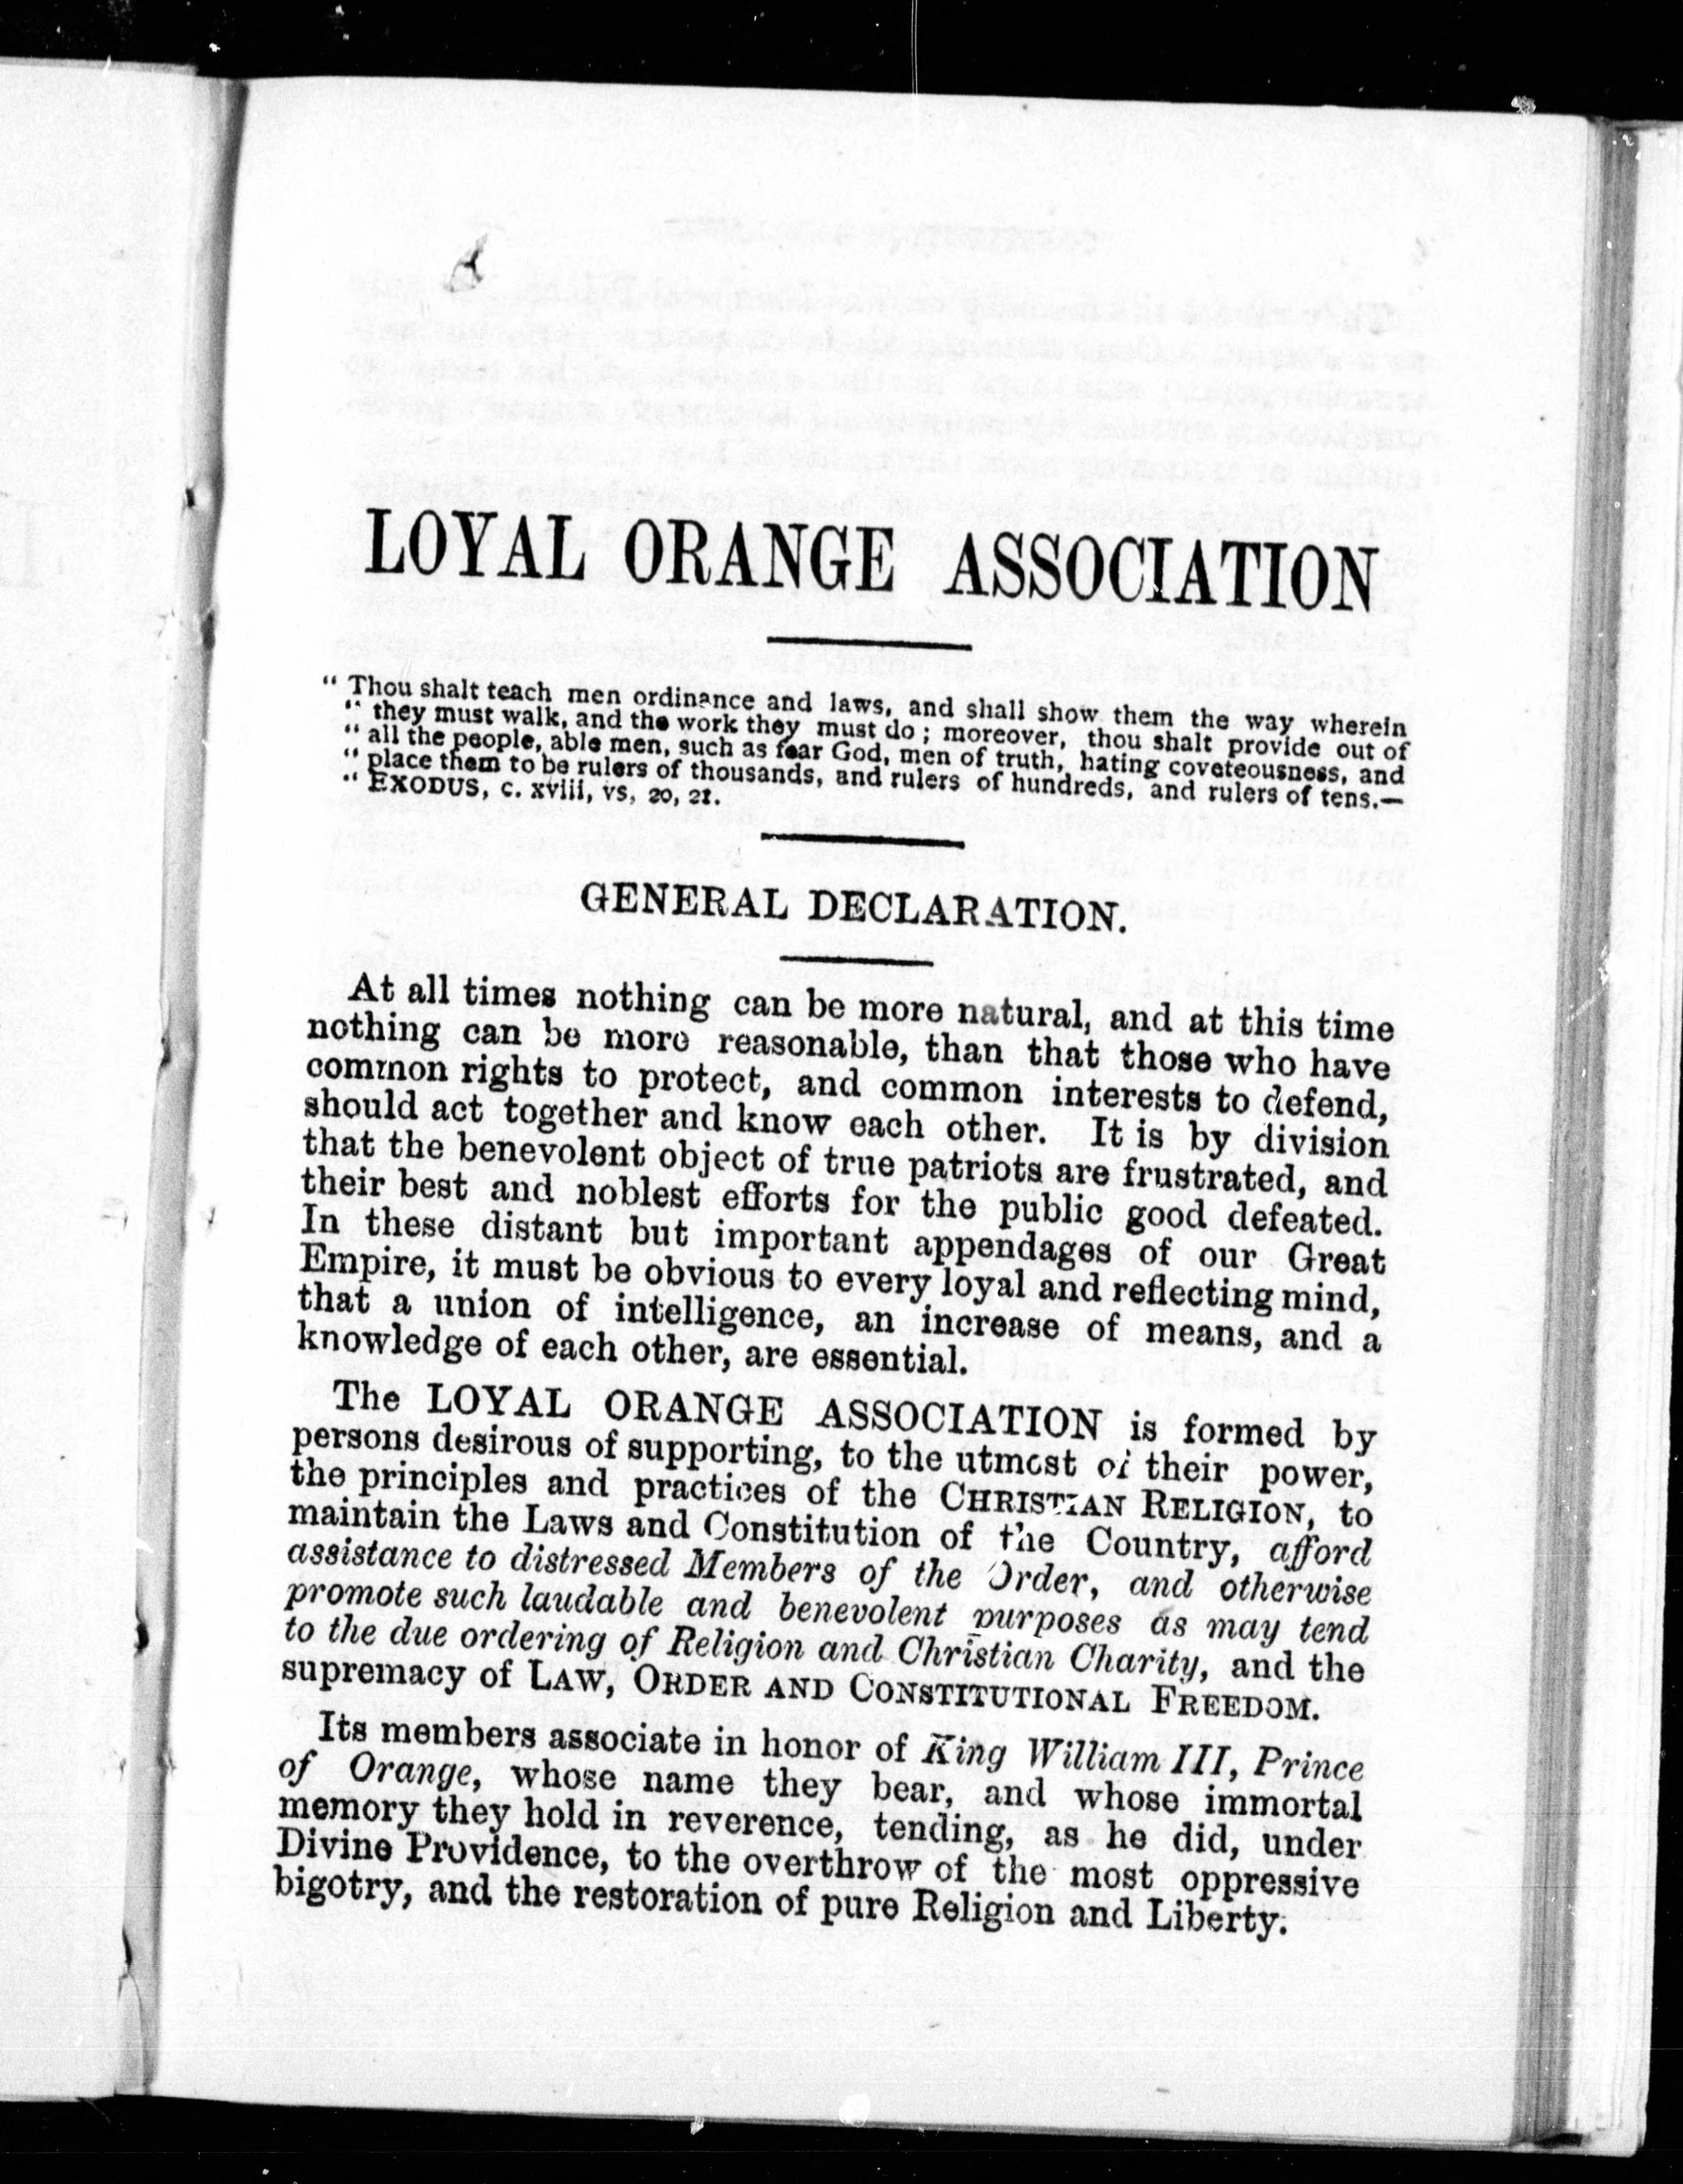 LOYAL ORANGE ASSOCIATION
" Thou shalt teach men ordinance and laws, and shall show them the way wherein
" they must walk, and the work they must do ; moreover, thou shalt provide out of
" all the people, able men, such as fear God, men of truth, hating coveteousness, and
" place them to be rulers of thousands, and rulers of hundreds, and rulers of tens.—
" EXODUS, c. xviii, vs, 20, 21.
GENERAL DECLARATION.
At all times nothing can be more natural, and at this time
nothing can be more reasonable, than that those who have
common rights to protect, and common interests to defend,
should act together and know each other. It is by division
that the benevolent object of true patriots are frustrated, and
their best and noblest efforts for the public good defeated.
In these distant but important appendages of our Great
Empire, it must be obvious to every loyal and reflecting mind,
that a union of intelligence, an increase of means, and a
knowledge of each other, are essential.
The LOYAL ORANGE ASSOCIATION is formed by
persons desirous of supporting, to the utmost of their power,
the principles and practices of the CHRISTIAN RELIGION, to
maintain the Laws and Constitution of the Country, afford
assistance to distressed Members of the Order, and otherwise
promote such laudable and benevolent purposes as may tend
to the due ordering of Religion and Christian Charity, and the
supremacy of LAW, ORDER AND CONSTITUTIONAL FREEDOM.
Its members associate in honor of King William III, Prince
of Orange, whose name they bear, and whose immortal
memory they hold in reverence, tending, as he did, under
Divine Providence, to the overthrow of the most oppressive
bigotry, and the restoration of pure Religion and Liberty.